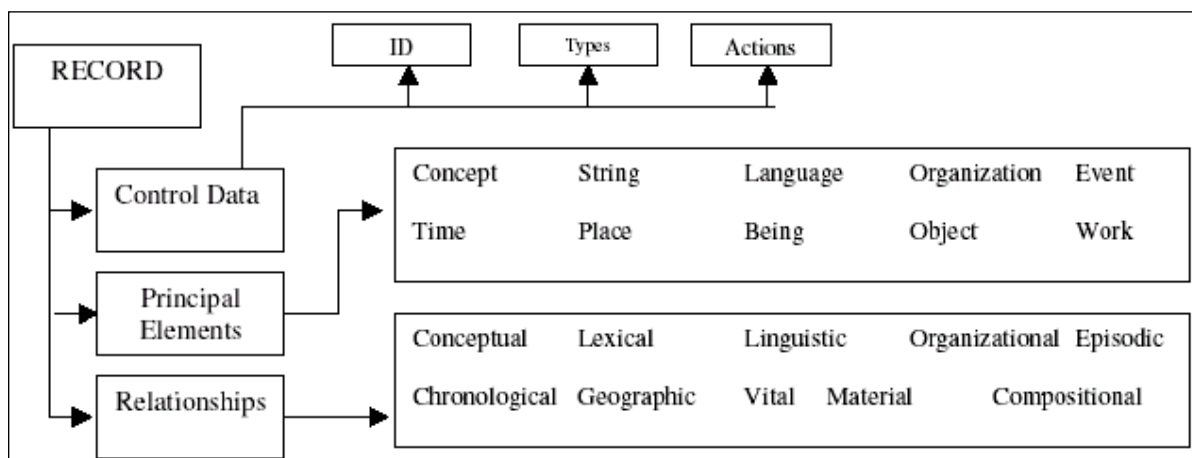 RECORD
ID
Types
Actions
Control Data
Concept String Language Organization Event
Time Place Being Object Work
Principal
Elements
Conceptual Lexical Linguistic Organizational Episodic
Relationships
Chronological Geographic Vital Material Compositional